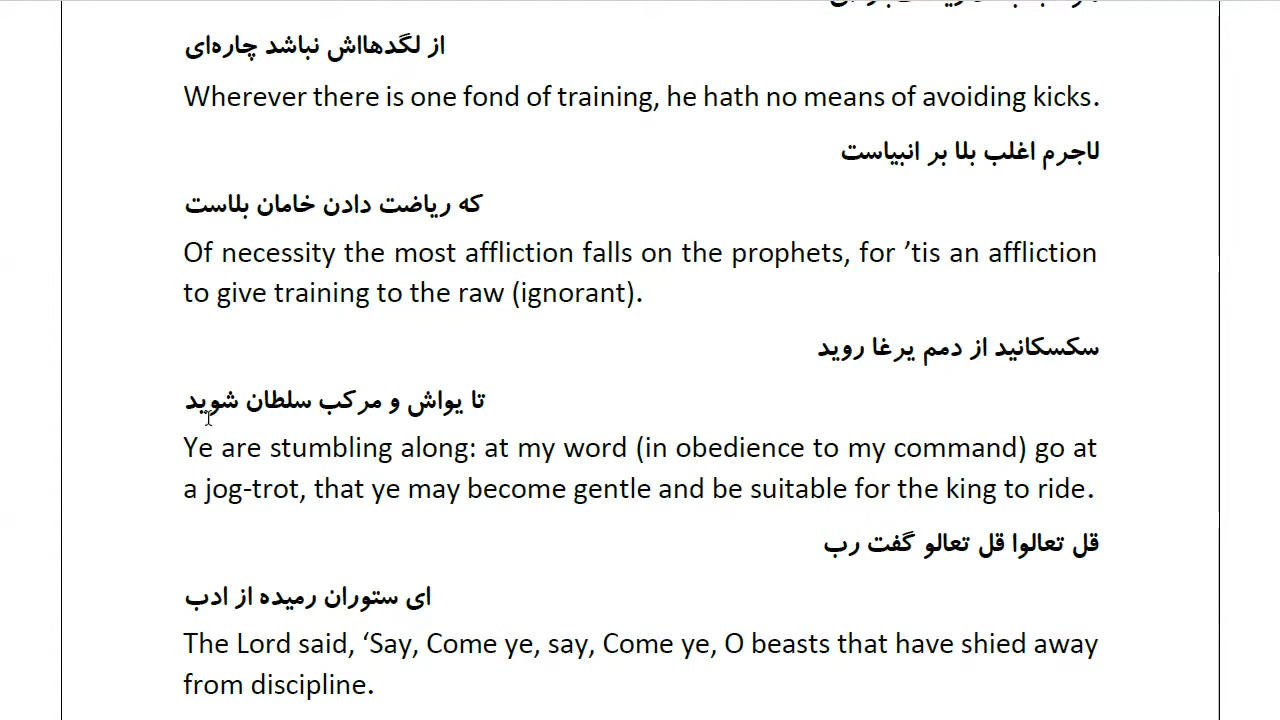 از لگدهااش نباشد چاره‌ای
Wherever there is one fond of training, he hath no means of avoiding kicks.
لاجرم اغلب بلا بر انبیاست
که ریاضت دادن خامان بلاست
Of necessity the most affliction falls on the prophets, for ’tis an affliction
to give training to the raw (ignorant).
سکسکانید از دمم یرغا روید
تا یواش و مرکب سلطان شوید
Ye are stumbling along: at my word (in obedience to my command) go at
a jog-trot, that ye may become gentle and be suitable for the king to ride.
قل تعالوا قل تعالو گفت رب
ای ستوران رمیده از ادب
The Lord said, ‘Say, Come ye, say, Come ye, O beasts that have shied away
from discipline.